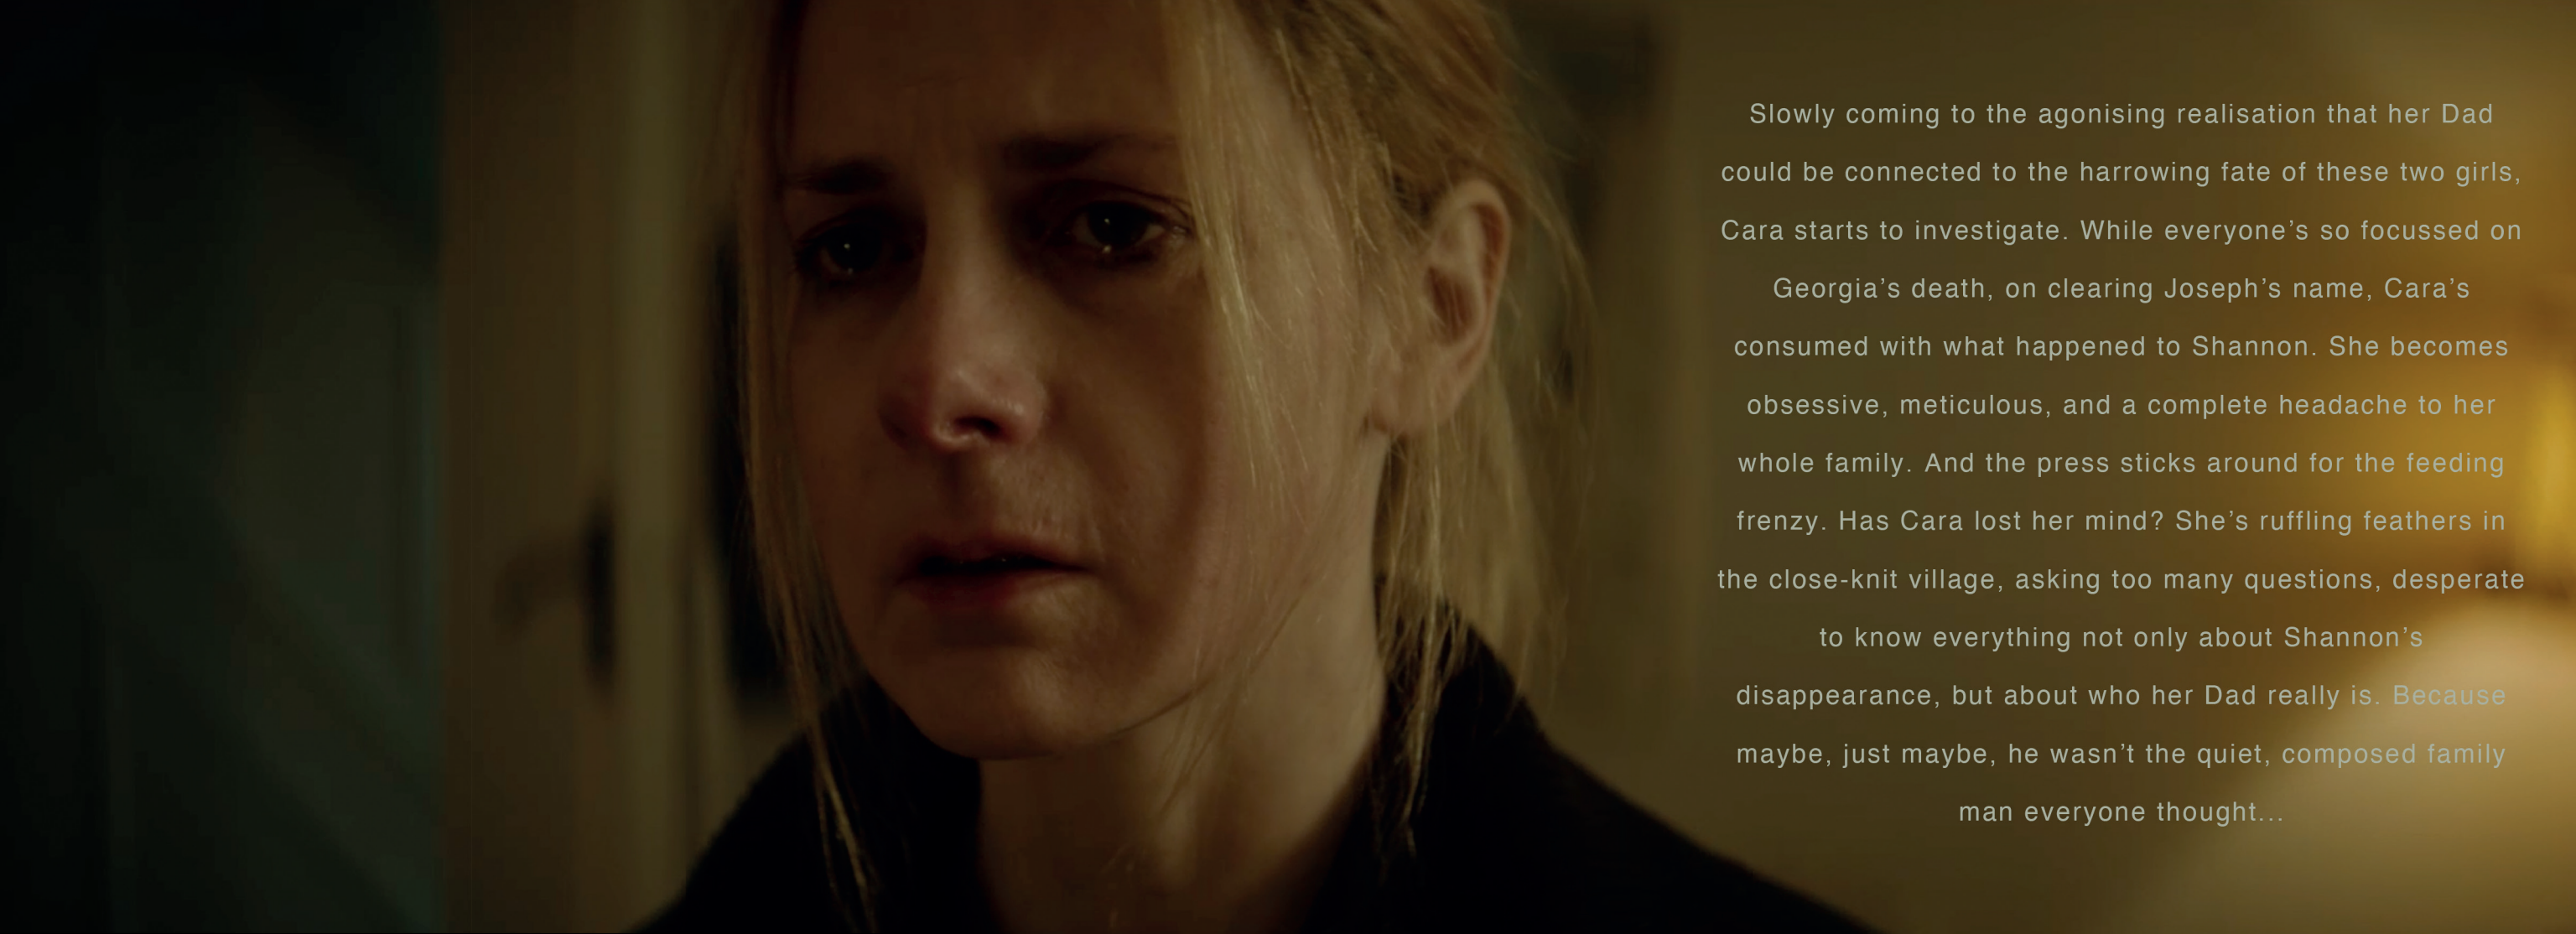 Slowly coming to the agonising realisation that her Dad
could be connected to the harrowing fate of these two girls,
Cara starts to investigate. While everyone’s so focussed on
Georgia’s death, on clearing Joseph’s name, Cara’s
consumed with what happened to Shannon. She becomes
obsessive, meticulous, and a complete headache to her
whole family. And the press sticks around for the feeding
frenzy. Has Cara lost her mind? She’s ruffling feathers in
the close-knit village, asking too many questions, desperate
to know everything not only about Shannon’s
disappearance, but about who her Dad really is. Because
maybe, just maybe, he wasn’t the quiet, composed family
man everyone thought...